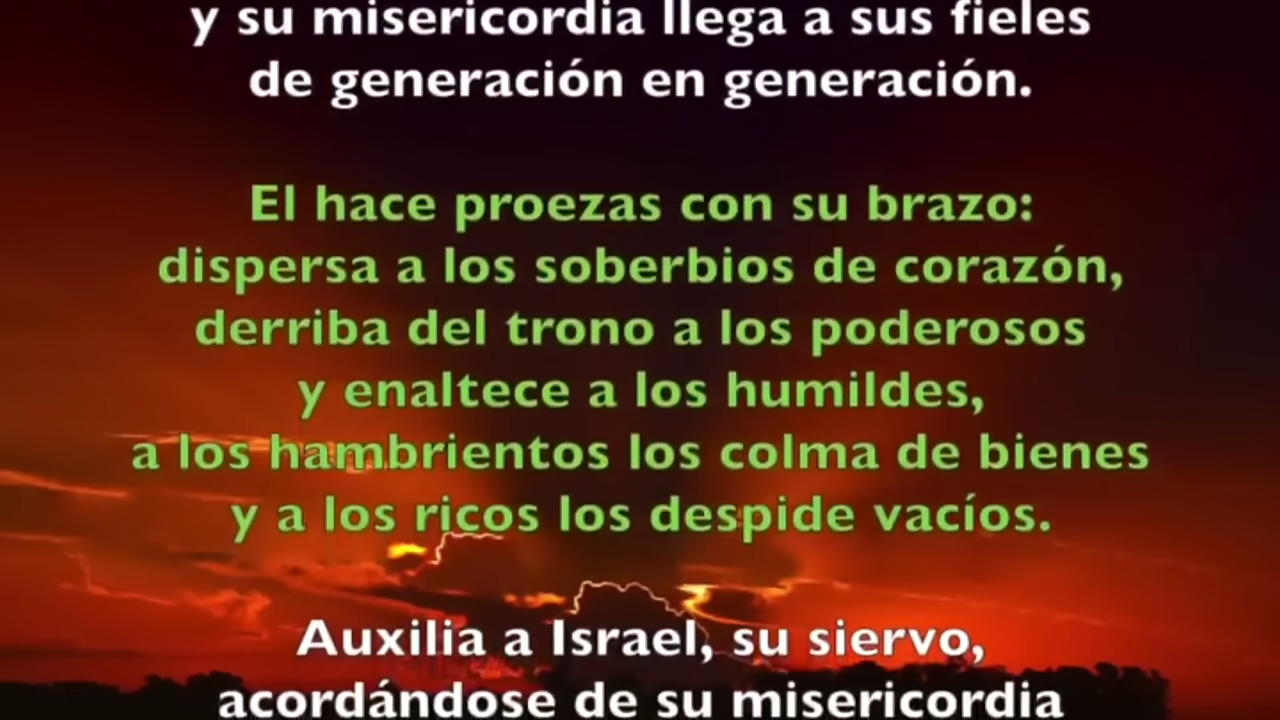 y su misericordia llega a sus fieles
de generación en generación.
El hace proezas con su brazo:
dispersa a los soberbios de corazón,
derriba del trono a los poderosos
y enaltece a los humildes,
a los hambrientos los colma de bienes
y a los ricos los despide vacíos.
Auxilia a Israel, su siervo,
acordándose de su misericordia